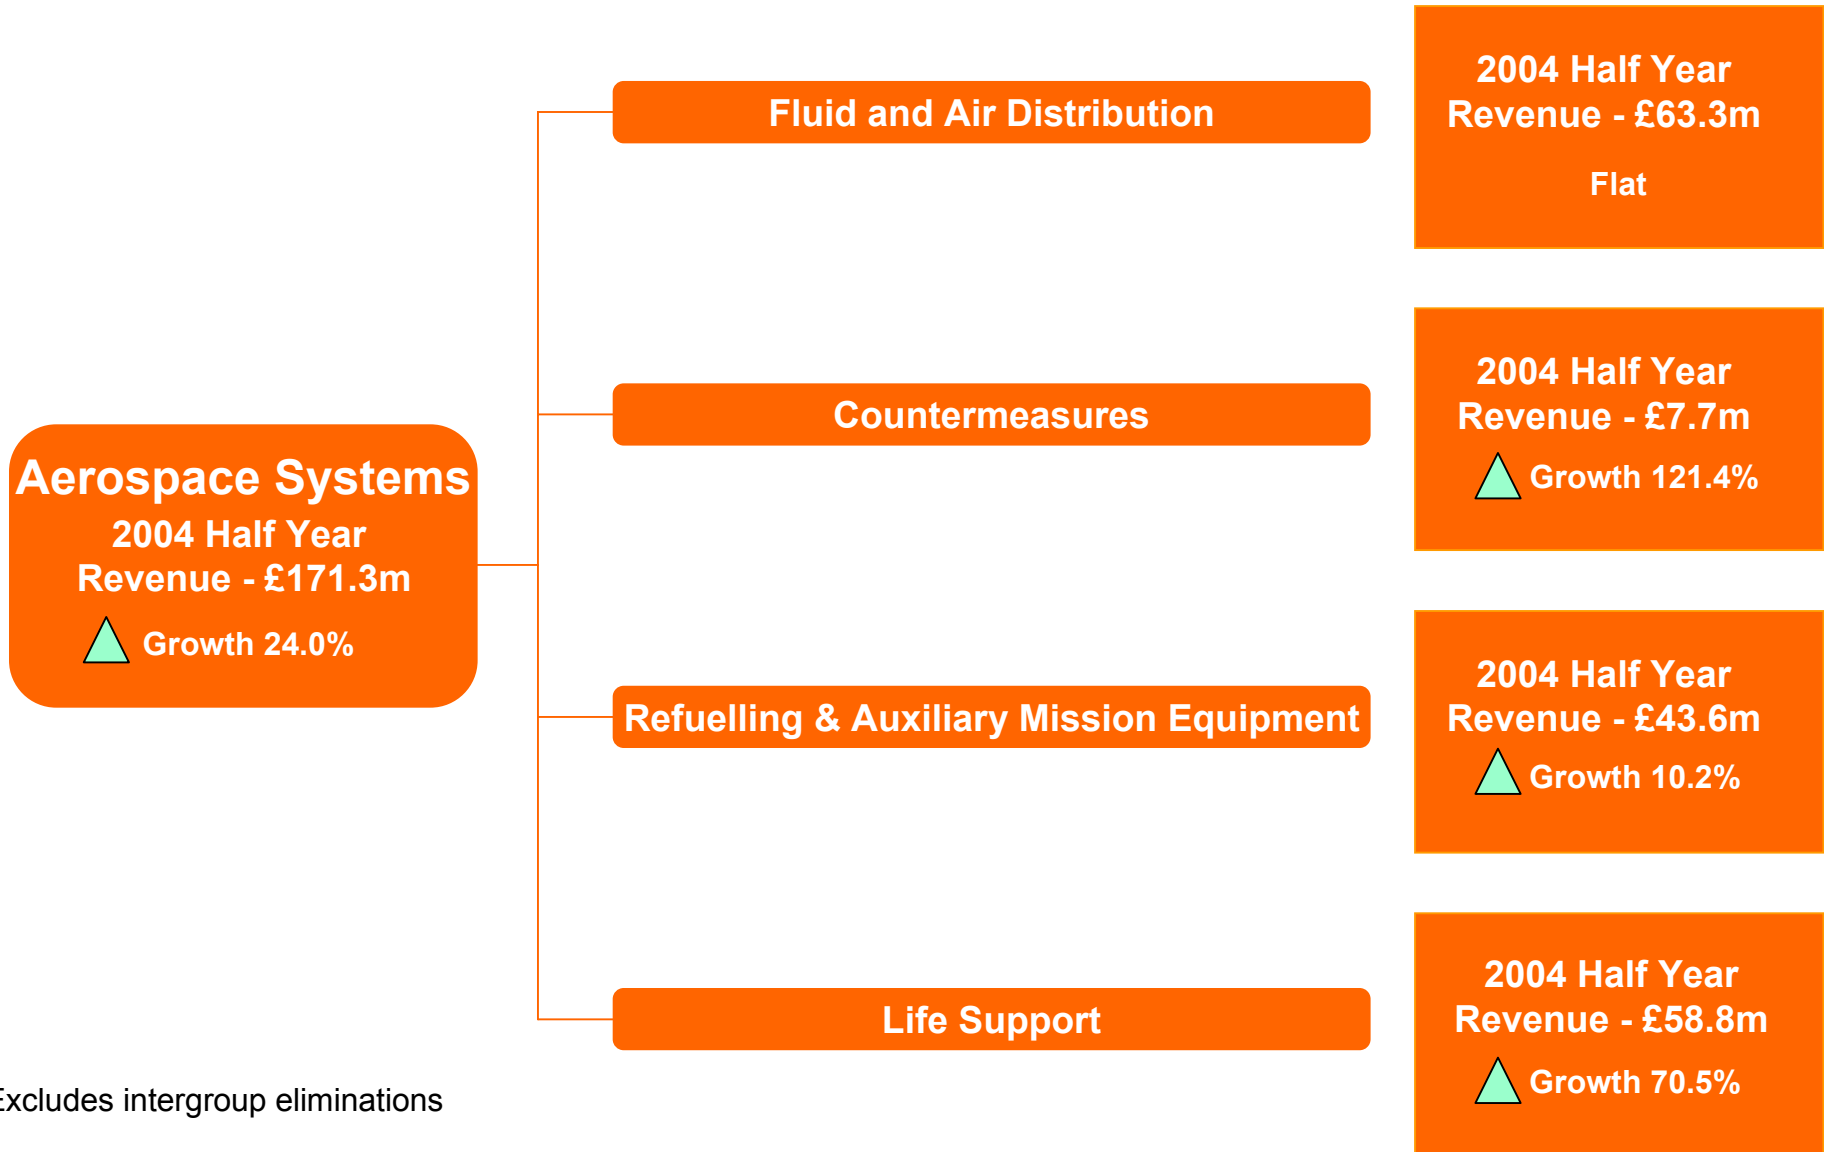 Aerospace Systems
2004 Half Year
Revenue - £171.3m
Growth 24.0%
Fluid and Air Distribution
2004 Half Year
Revenue - £63.3m
Flat
Countermeasures
2004 Half Year
Revenue - £7.7m
Growth 121.4%
Refuelling & Auxiliary Mission Equipment
2004 Half Year
Revenue - £43.6m
Growth 10.2%
Life Support
2004 Half Year
Revenue - £58.8m
Growth 70.5%
Excludes intergroup eliminations